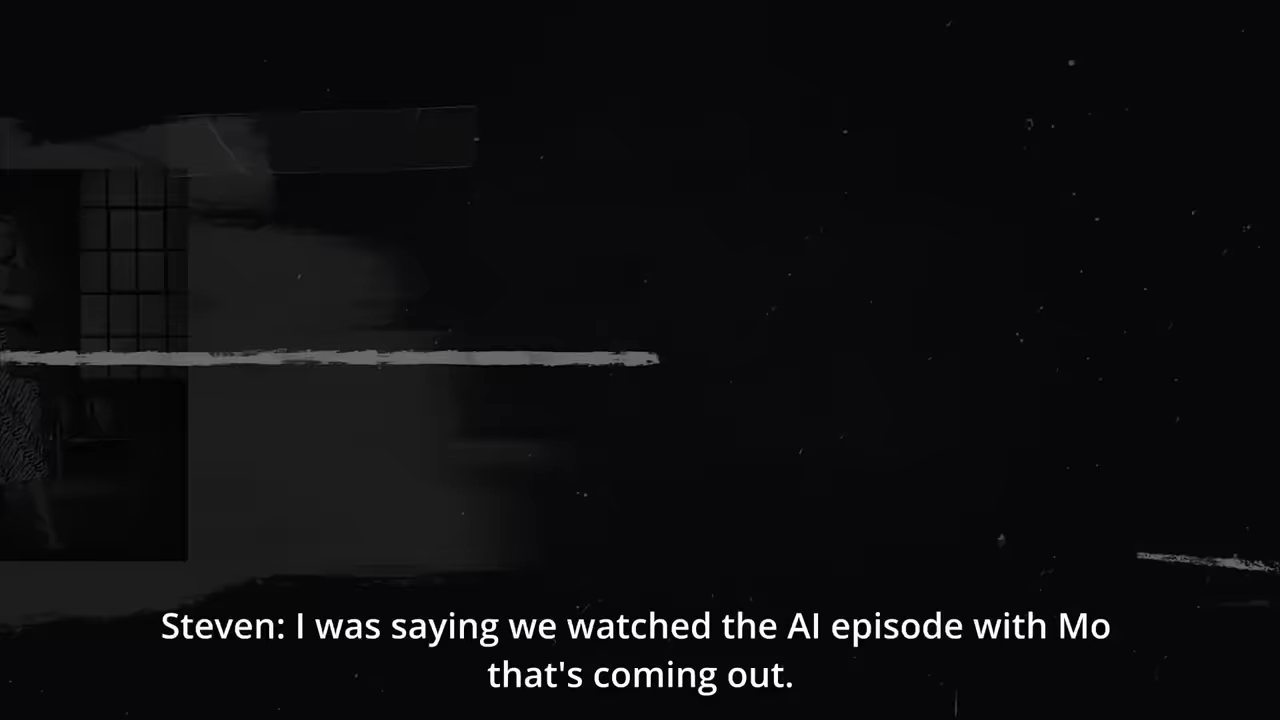 Steven: I was saying we watched the AI episode with Mo
that's coming out.